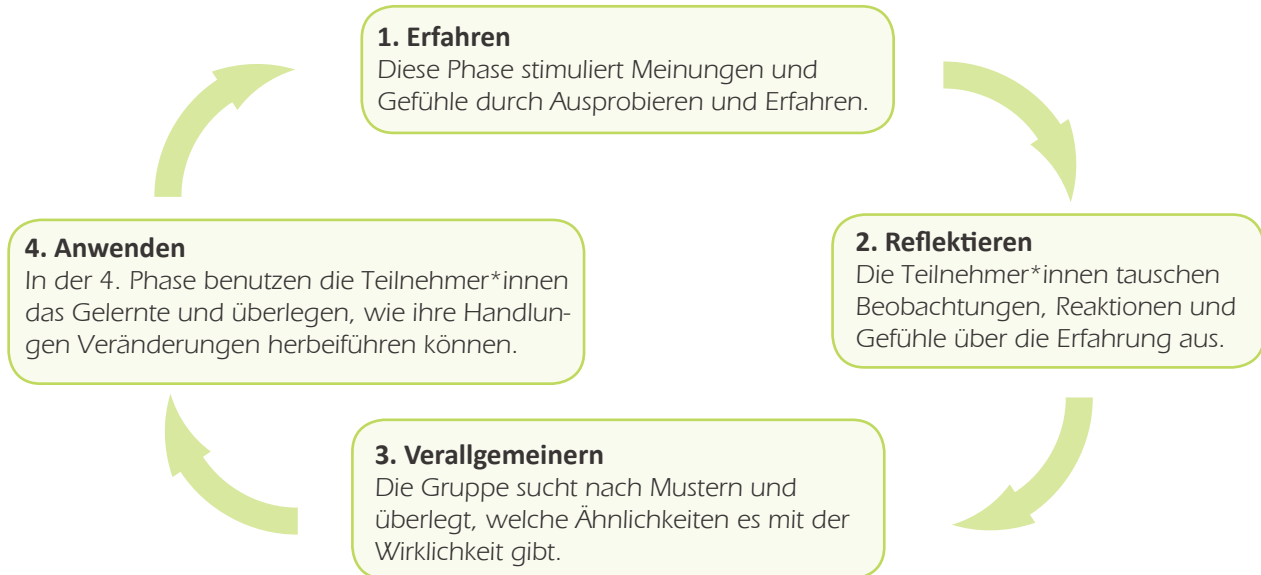 1. Erfahren
Diese Phase stimuliert Meinungen und
Gefühle durch Ausprobieren und Erfahren.
2. Reflektieren
Die Teilnehmer*innen tauschen
Beobachtungen, Reaktionen und
Gefühle über die Erfahrung aus.
3. Verallgemeinern
Die Gruppe sucht nach Mustern und
überlegt, welche Ähnlichkeiten es mit der
Wirklichkeit gibt.
4. Anwenden
In der 4. Phase benutzen die Teilnehmer*innen
das Gelernte und überlegen, wie ihre Handlun-
gen Veränderungen herbeiführen können.